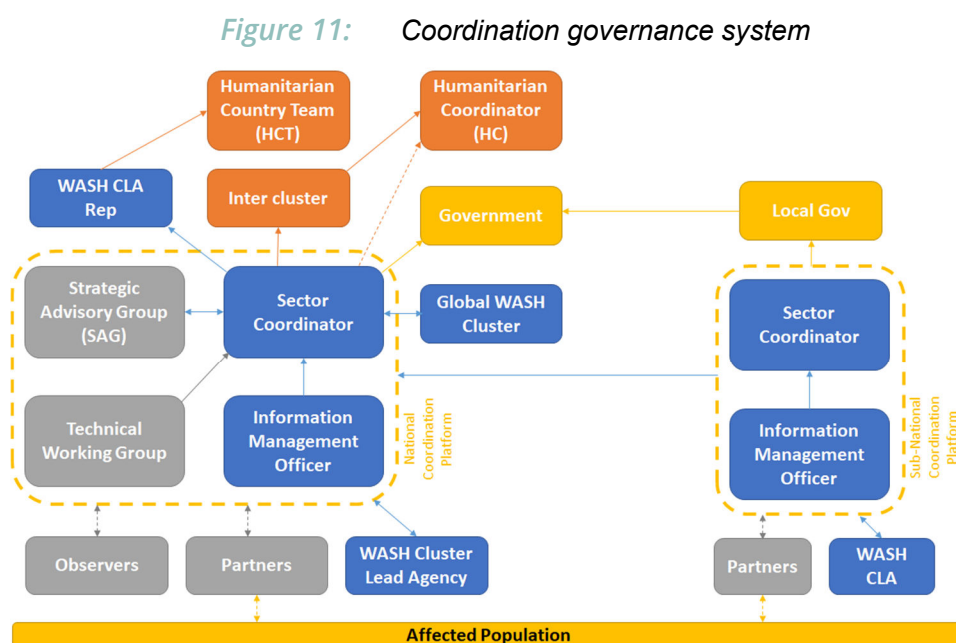 Figure 11: Coordination governance system
Humanitarian
Country Team
(HCT)
Humanitarian
Coordinator
(HC)
WASH CLA
Rep
Inter cluster
Government
Local Gov
Strategic
Advisory Group
(SAG)
Sector
Coordinator
Global WASH
Cluster
Sector
Coordinator
Technical
Working Group
Information
Management
Officer
National
Coordination
Platform
Information
Management
Officer
Sub-National
Coordination
Platform
Observers
Partners
WASH Cluster
Lead Agency
Partners
WASH
CLA
Affected Population